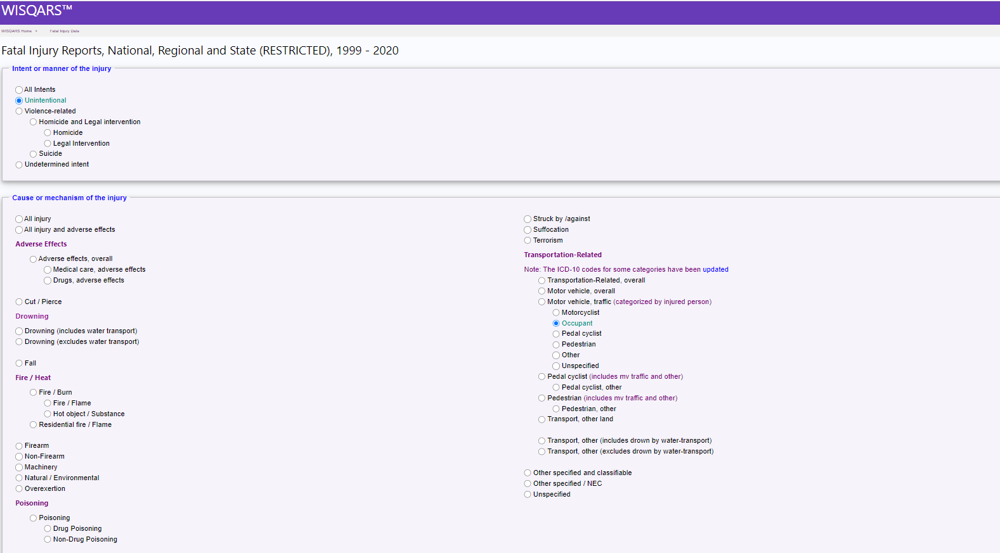 WISQARS™
WISQARS Home >
Fatal Injury Data
Fatal Injury Reports, National, Regional and State (RESTRICTED), 1999 - 2020
Intent or manner of the injury
All Intents
Unintentional
Violence-related
Homicide and Legal intervention
Homicide
Legal Intervention
Suicide
Undetermined intent
Cause or mechanism of the injury
All injury
All injury and adverse effects
Adverse Effects
Adverse effects, overall
Medical care, adverse effects
Drugs, adverse effects
Cut / Pierce
Drowning
Drowning (includes water transport)
Drowning (excludes water transport)
Fall
Fire / Heat
Fire / Burn
Fire / Flame
Hot object / Substance
Residential fire / Flame
Firearm
Non-Firearm
Machinery
Natural / Environmental
Overexertion
Poisoning
Poisoning
Drug Poisoning
Non-Drug Poisoning
Struck by /against
Suffocation
Terrorism
Transportation-Related
Note: The ICD-10 codes for some categories have been updated
Transportation-Related, overall
Motor vehicle, overall
Motor vehicle, traffic (categorized by injured person)
Motorcyclist
Occupant
Pedal cyclist
Pedestrian
Other
Unspecified
Pedal cyclist (includes mv traffic and other)
Pedal cyclist, other
Pedestrian (includes mv traffic and other)
Pedestrian, other
Transport, other land
Transport, other (includes drown by water-transport)
Transport, other (excludes drown by water-transport)
Other specified and classifiable
Other specified / NEC
Unspecified